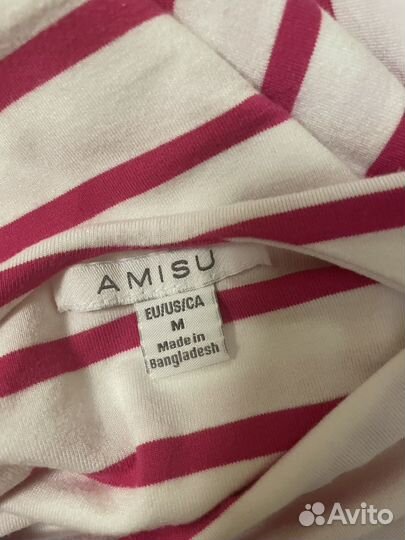 AMISU
EU/US/CA
M
Made in
Bangladesh
Avito